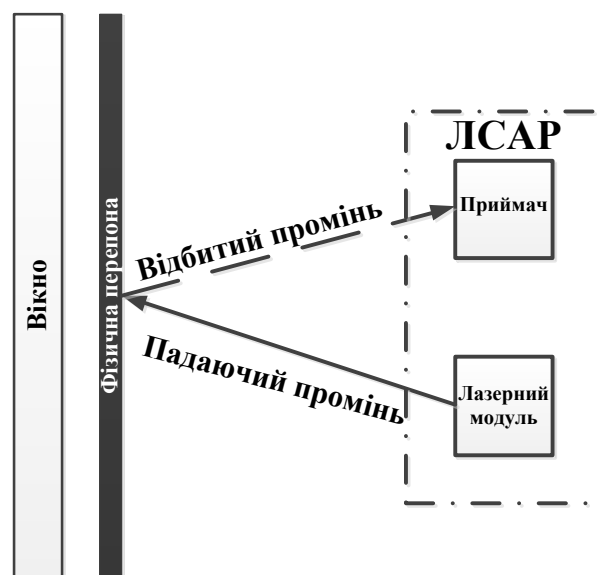 Вікно
Фізична перепона
ЛСАР
Приймач
Відбитий промінь
Падаючий промінь
Лазерний
модуль